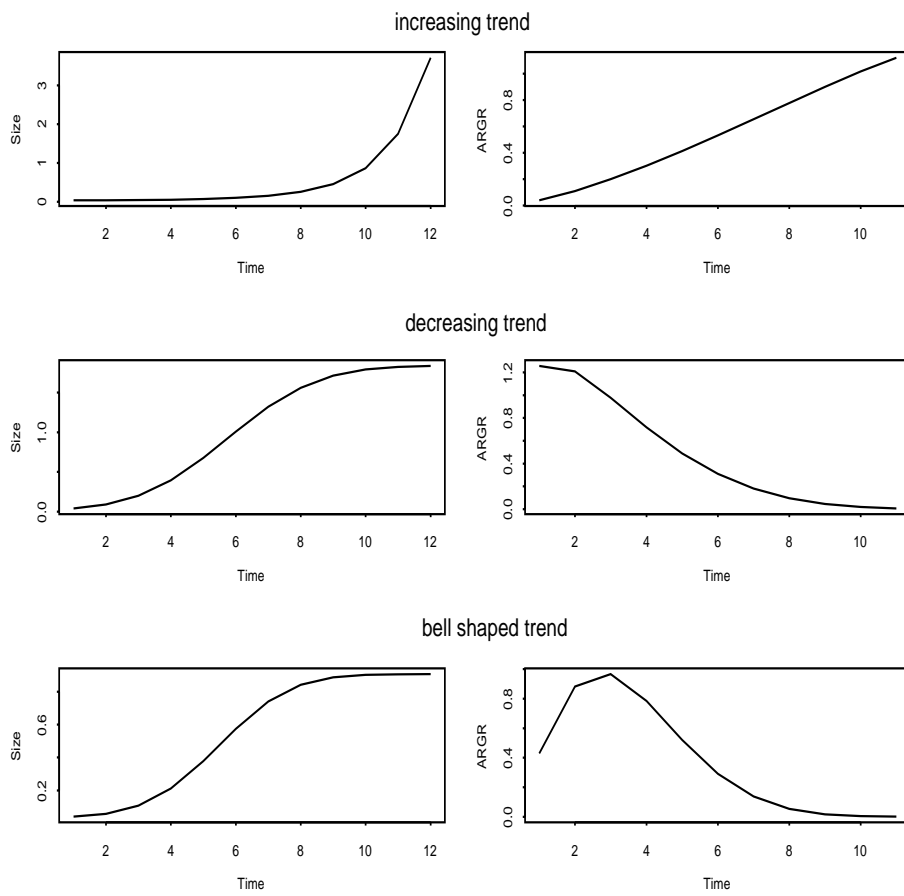 increasing trend
Size
0 1 2 3
2 4 6 8 10 12
Time
ARGR
0.0 0.4 0.8
2 4 6 8 10
Time
decreasing trend
Size
0.0 1.0
2 4 6 8 10 12
Time
ARGR
0.0 0.4 0.8 1.2
2 4 6 8 10
Time
bell shaped trend
Size
0.2 0.6
2 4 6 8 10 12
Time
ARGR
0.0 0.4 0.8
2 4 6 8 10
Time